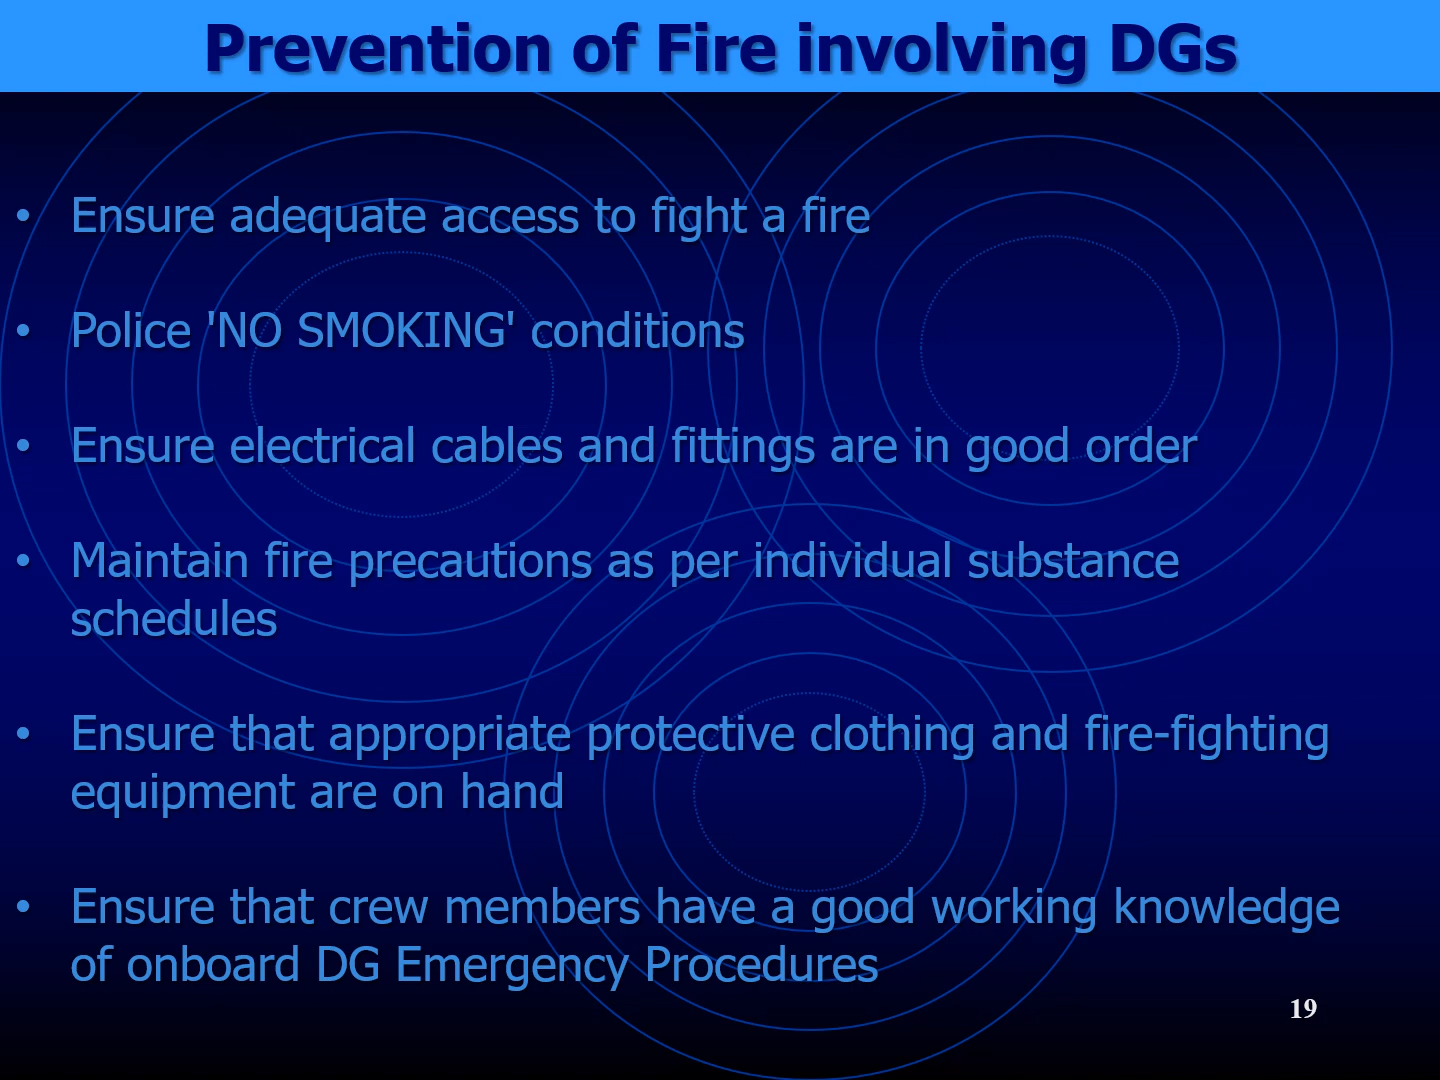 Prevention of Fire involving DGs
• Ensure adequate access to fight a fire
• Police 'NO SMOKING' conditions
• Ensure electrical cables and fittings are in good order
• Maintain fire precautions as per individual substance
schedules
• Ensure that appropriate protective clothing and fire-fighting
equipment are on hand
• Ensure that crew members have a good working knowledge
of onboard DG Emergency Procedures
19